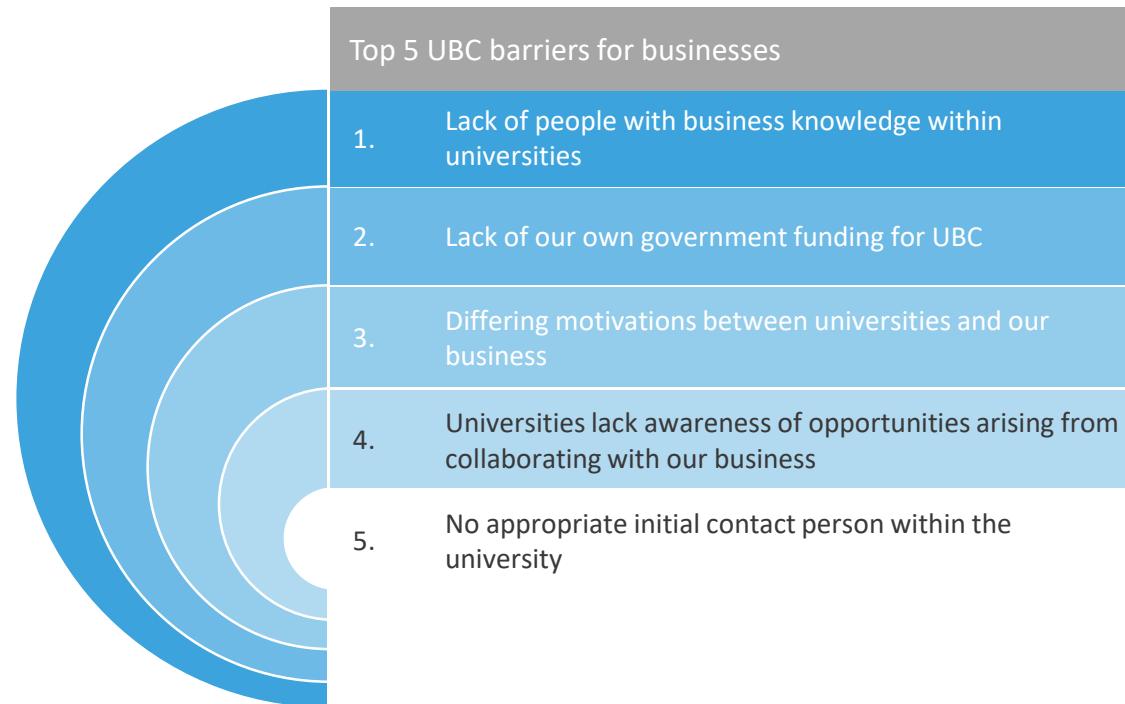 Top 5 UBC barriers for businesses
1.
Lack of people with business knowledge within
universities
2.
Lack of our own government funding for UBC
3.
Differing motivations between universities and our
business
4.
Universities lack awareness of opportunities arising from
collaborating with our business
5.
No appropriate initial contact person within the
university